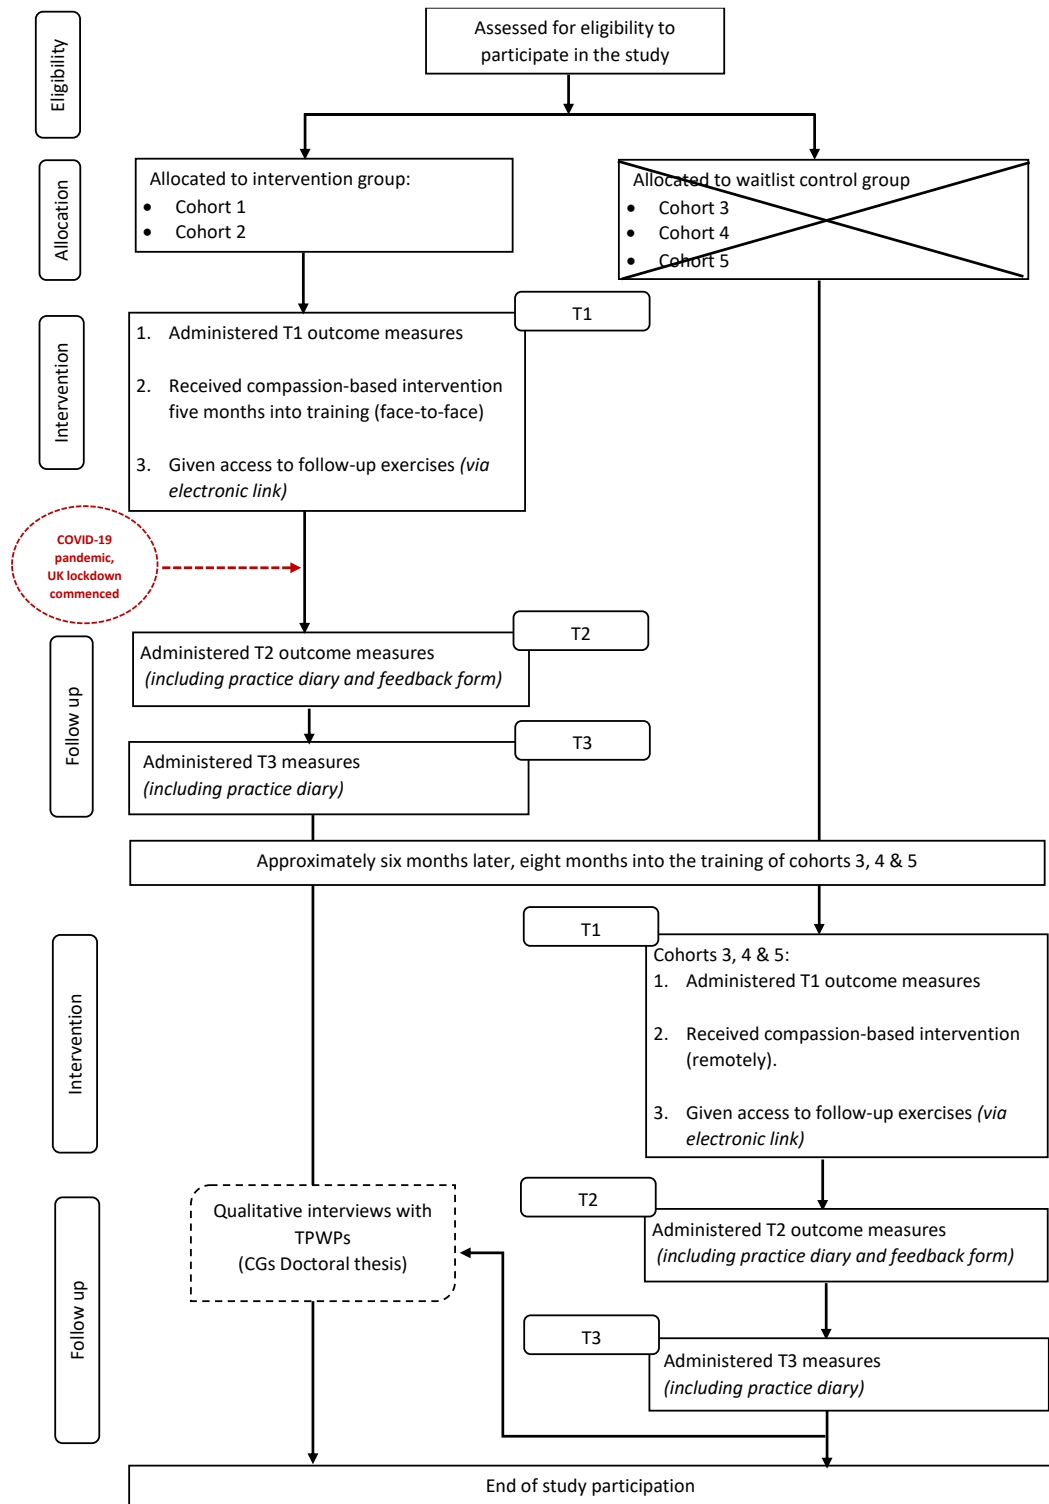 Eligibility
Assessed for eligibility to
participate in the study
Allocation
Allocated to intervention group:
• Cohort 1
• Cohort 2
Allocated to waitlist control group
• Cohort 3
• Cohort 4
• Cohort 5
Intervention
T1
1. Administered T1 outcome measures
2. Received compassion-based intervention
five months into training (face-to-face)
3. Given access to follow-up exercises (via
electronic link)
COVID-19
pandemic,
UK lockdown
commenced
Follow up
T2
Administered T2 outcome measures
(including practice diary and feedback form)
T3
Administered T3 measures
(including practice diary)
Approximately six months later, eight months into the training of cohorts 3, 4 & 5
Intervention
T1
Cohorts 3, 4 & 5:
1. Administered T1 outcome measures
2. Received compassion-based intervention
(remotely).
3. Given access to follow-up exercises (via
electronic link)
Follow up
Qualitative interviews with
TPWPs
(CGs Doctoral thesis)
T2
Administered T2 outcome measures
(including practice diary and feedback form)
T3
Administered T3 measures
(including practice diary)
End of study participation